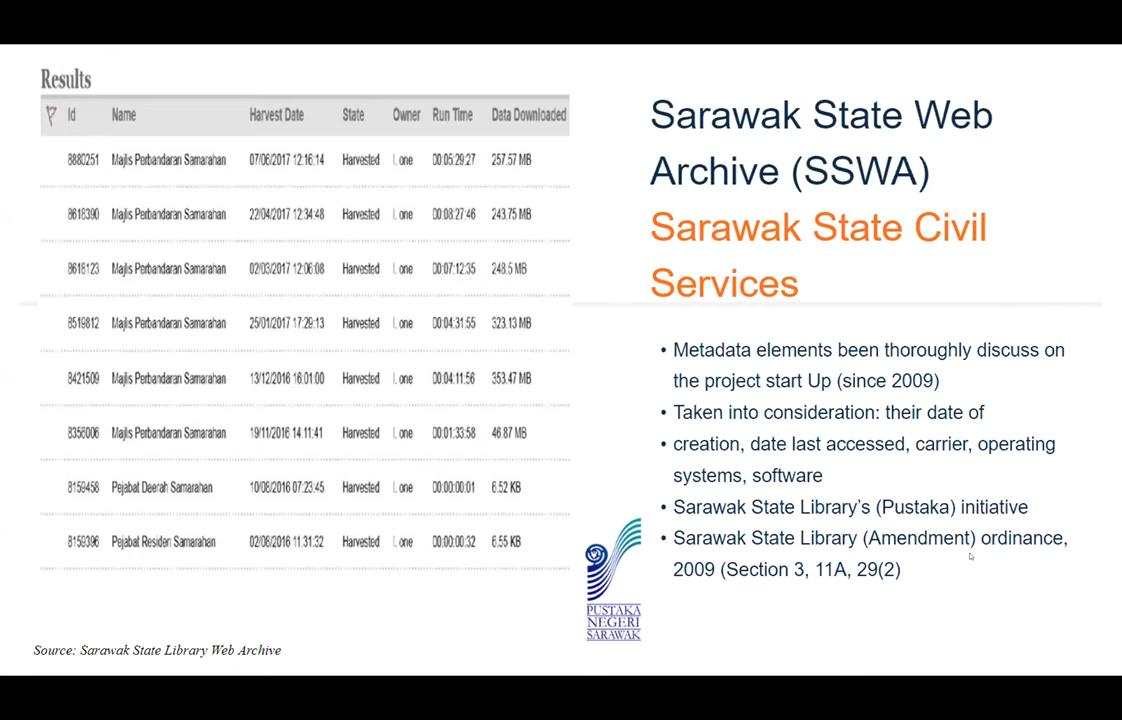 Results
Id Name Harvest Date State Owner Run Time Data Downloaded
8880251 Majlis Perbandaran Samarahan 07/06/2017 12:16:14 Harvested l. one 00:05:29:27 257.57 MB
8618390 Majlis Perbandaran Samarahan 22/04/2017 12:34:48 Harvested l. one 00:08:27:46 243.75 MB
8618123 Majlis Perbandaran Samarahan 02/03/2017 12:06:08 Harvested l. one 00:07:12:35 248.5 MB
8519812 Majlis Perbandaran Samarahan 25/01/2017 17:29:13 Harvested l. one 00:04:31:55 323.13 MB
8421509 Majlis Perbandaran Samarahan 13/12/2016 16:01:00 Harvested l. one 00:04:11:56 353.47 MB
8356006 Majlis Perbandaran Samarahan 19/11/2016 14:11:41 Harvested l. one 00:01:33:58 46.87 MB
8159458 Pejabat Daerah Samarahan 10/08/2016 07:23:45 Harvested l. one 00:00:00:01 6.52 KB
8159396 Pejabat Residen Samarahan 02/08/2016 11:31:32 Harvested l. one 00:00:00:32 6.55 KB
Source: Sarawak State Library Web Archive
Sarawak State Web
Archive (SSWA)
Sarawak State Civil
Services
• Metadata elements been thoroughly discuss on
the project start Up (since 2009)
• Taken into consideration: their date of
• creation, date last accessed, carrier, operating
systems, software
• Sarawak State Library’s (Pustaka) initiative
• Sarawak State Library (Amendment) ordinance,
2009 (Section 3, 11A, 29(2)
PUSTAKA
NEGERI
SARAWAK